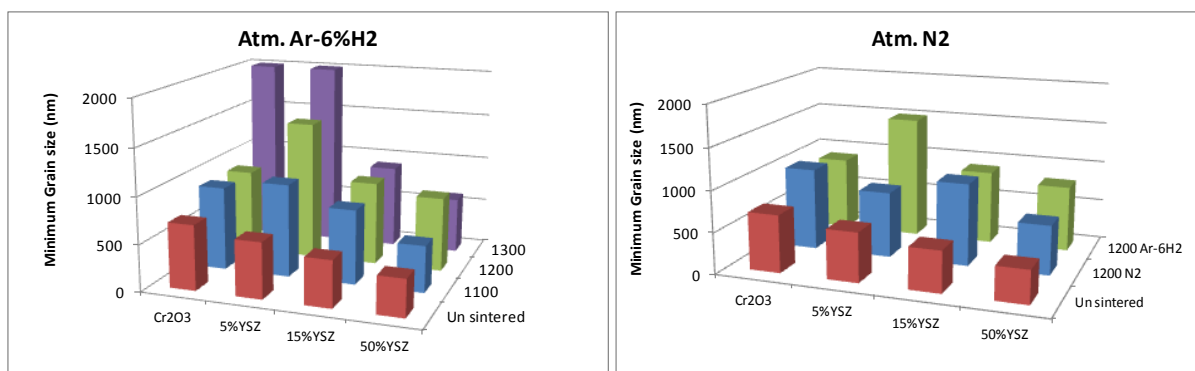 Atm. Ar-6%H2
Minimum Grain size (nm)
2000
1500
1000
500
0
Cr2O3
5%YSZ
15%YSZ
50%YSZ
Un sintered
1100
1200
1300
Atm. N2
Minimum Grain size (nm)
2000
1500
1000
500
0
Cr2O3
5%YSZ
15%YSZ
50%YSZ
Un sintered
1200 N2
1200 Ar-6H2